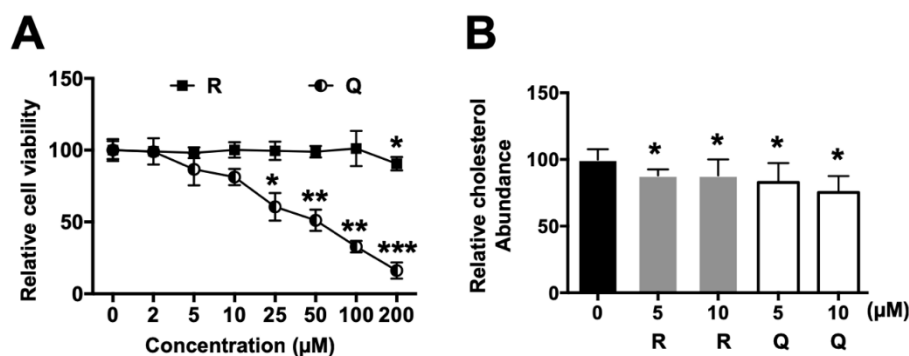 A
R
Q
Relative cell viability
150
100
50
0
*
*
**
**
***
0 2 5 10 25 50 100 200
Concentration (µM)
B
Relative cholesterol
Abundance
150
100
50
0
*
*
*
*
0 5 10 5 10 (µM)
R R Q Q